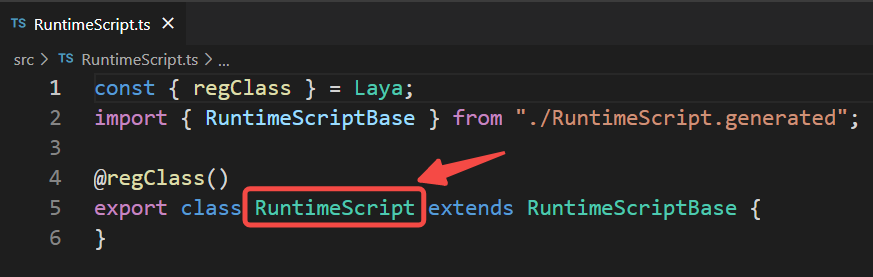 TS RuntimeScript.ts ×
src > TS RuntimeScript.ts > ...
1 const { regClass } = Laya;
2 import { RuntimeScriptBase } from "./RuntimeScript.generated";
3
4 @regClass()
5 export class RuntimeScript extends RuntimeScriptBase {
6 }